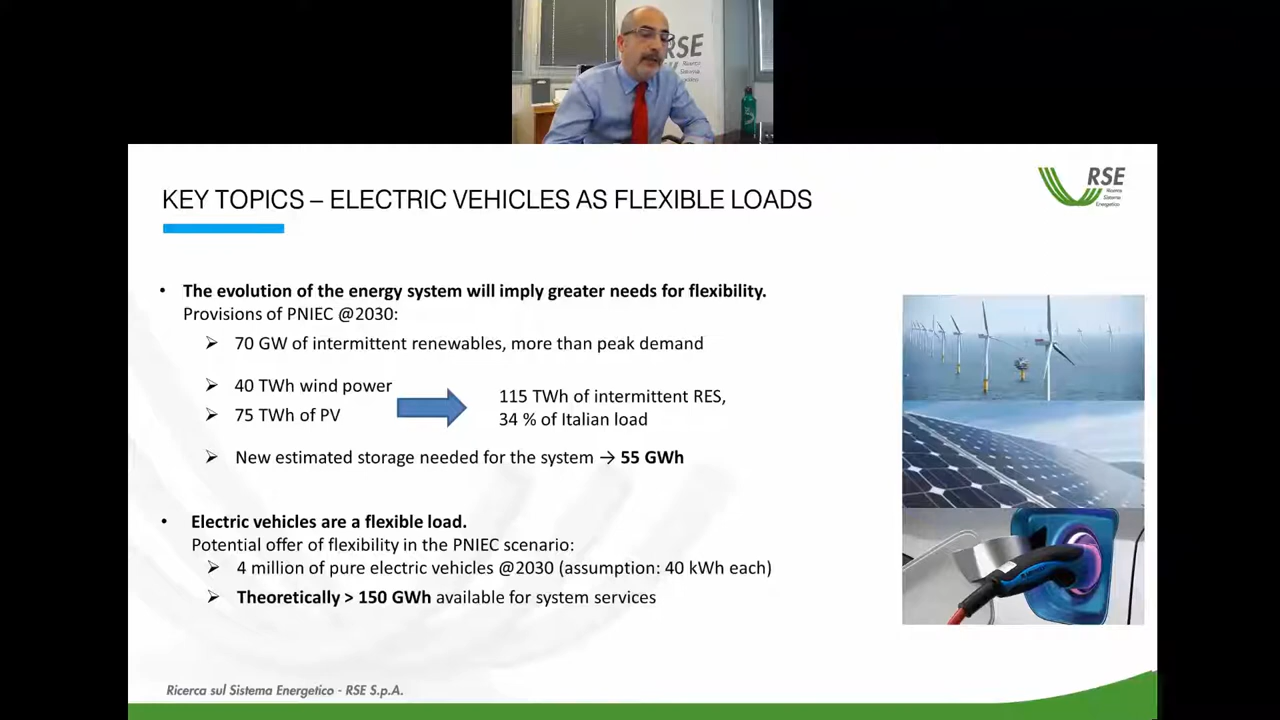 RSE
Ricerca
Sistema
KEY TOPICS – ELECTRIC VEHICLES AS FLEXIBLE LOADS
RSE
Ricerca
Sistema
Energetico
• The evolution of the energy system will imply greater needs for flexibility.
Provisions of PNIEC @2030:
➢ 70 GW of intermittent renewables, more than peak demand
➢ 40 TWh wind power
➢ 75 TWh of PV
115 TWh of intermittent RES,
34 % of Italian load
➢ New estimated storage needed for the system → 55 GWh
• Electric vehicles are a flexible load.
Potential offer of flexibility in the PNIEC scenario:
➢ 4 million of pure electric vehicles @2030 (assumption: 40 kWh each)
➢ Theoretically > 150 GWh available for system services
Ricerca sul Sistema Energetico - RSE S.p.A.